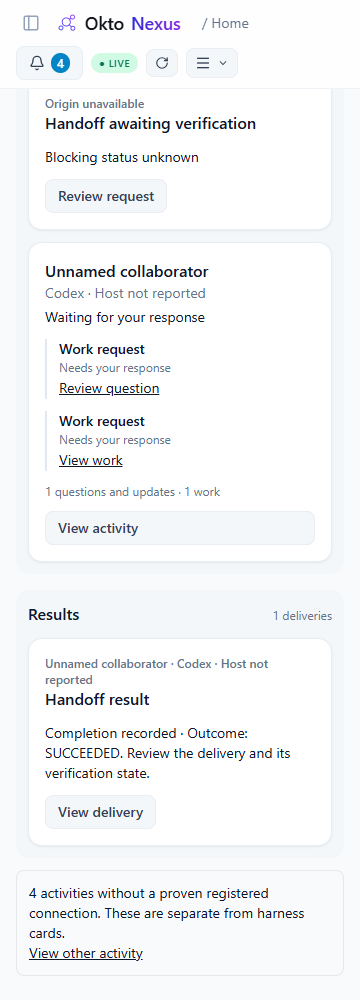 Okto Nexus / Home
4 LIVE
Origin unavailable
Handoff awaiting verification
Blocking status unknown
Review request
Unnamed collaborator
Codex · Host not reported
Waiting for your response
Work request
Needs your response
Review question
Work request
Needs your response
View work
1 questions and updates · 1 work
View activity
Results 1 deliveries
Unnamed collaborator · Codex · Host not
reported
Handoff result
Completion recorded · Outcome:
SUCCEEDED. Review the delivery and its
verification state.
View delivery
4 activities without a proven registered
connection. These are separate from harness
cards.
View other activity